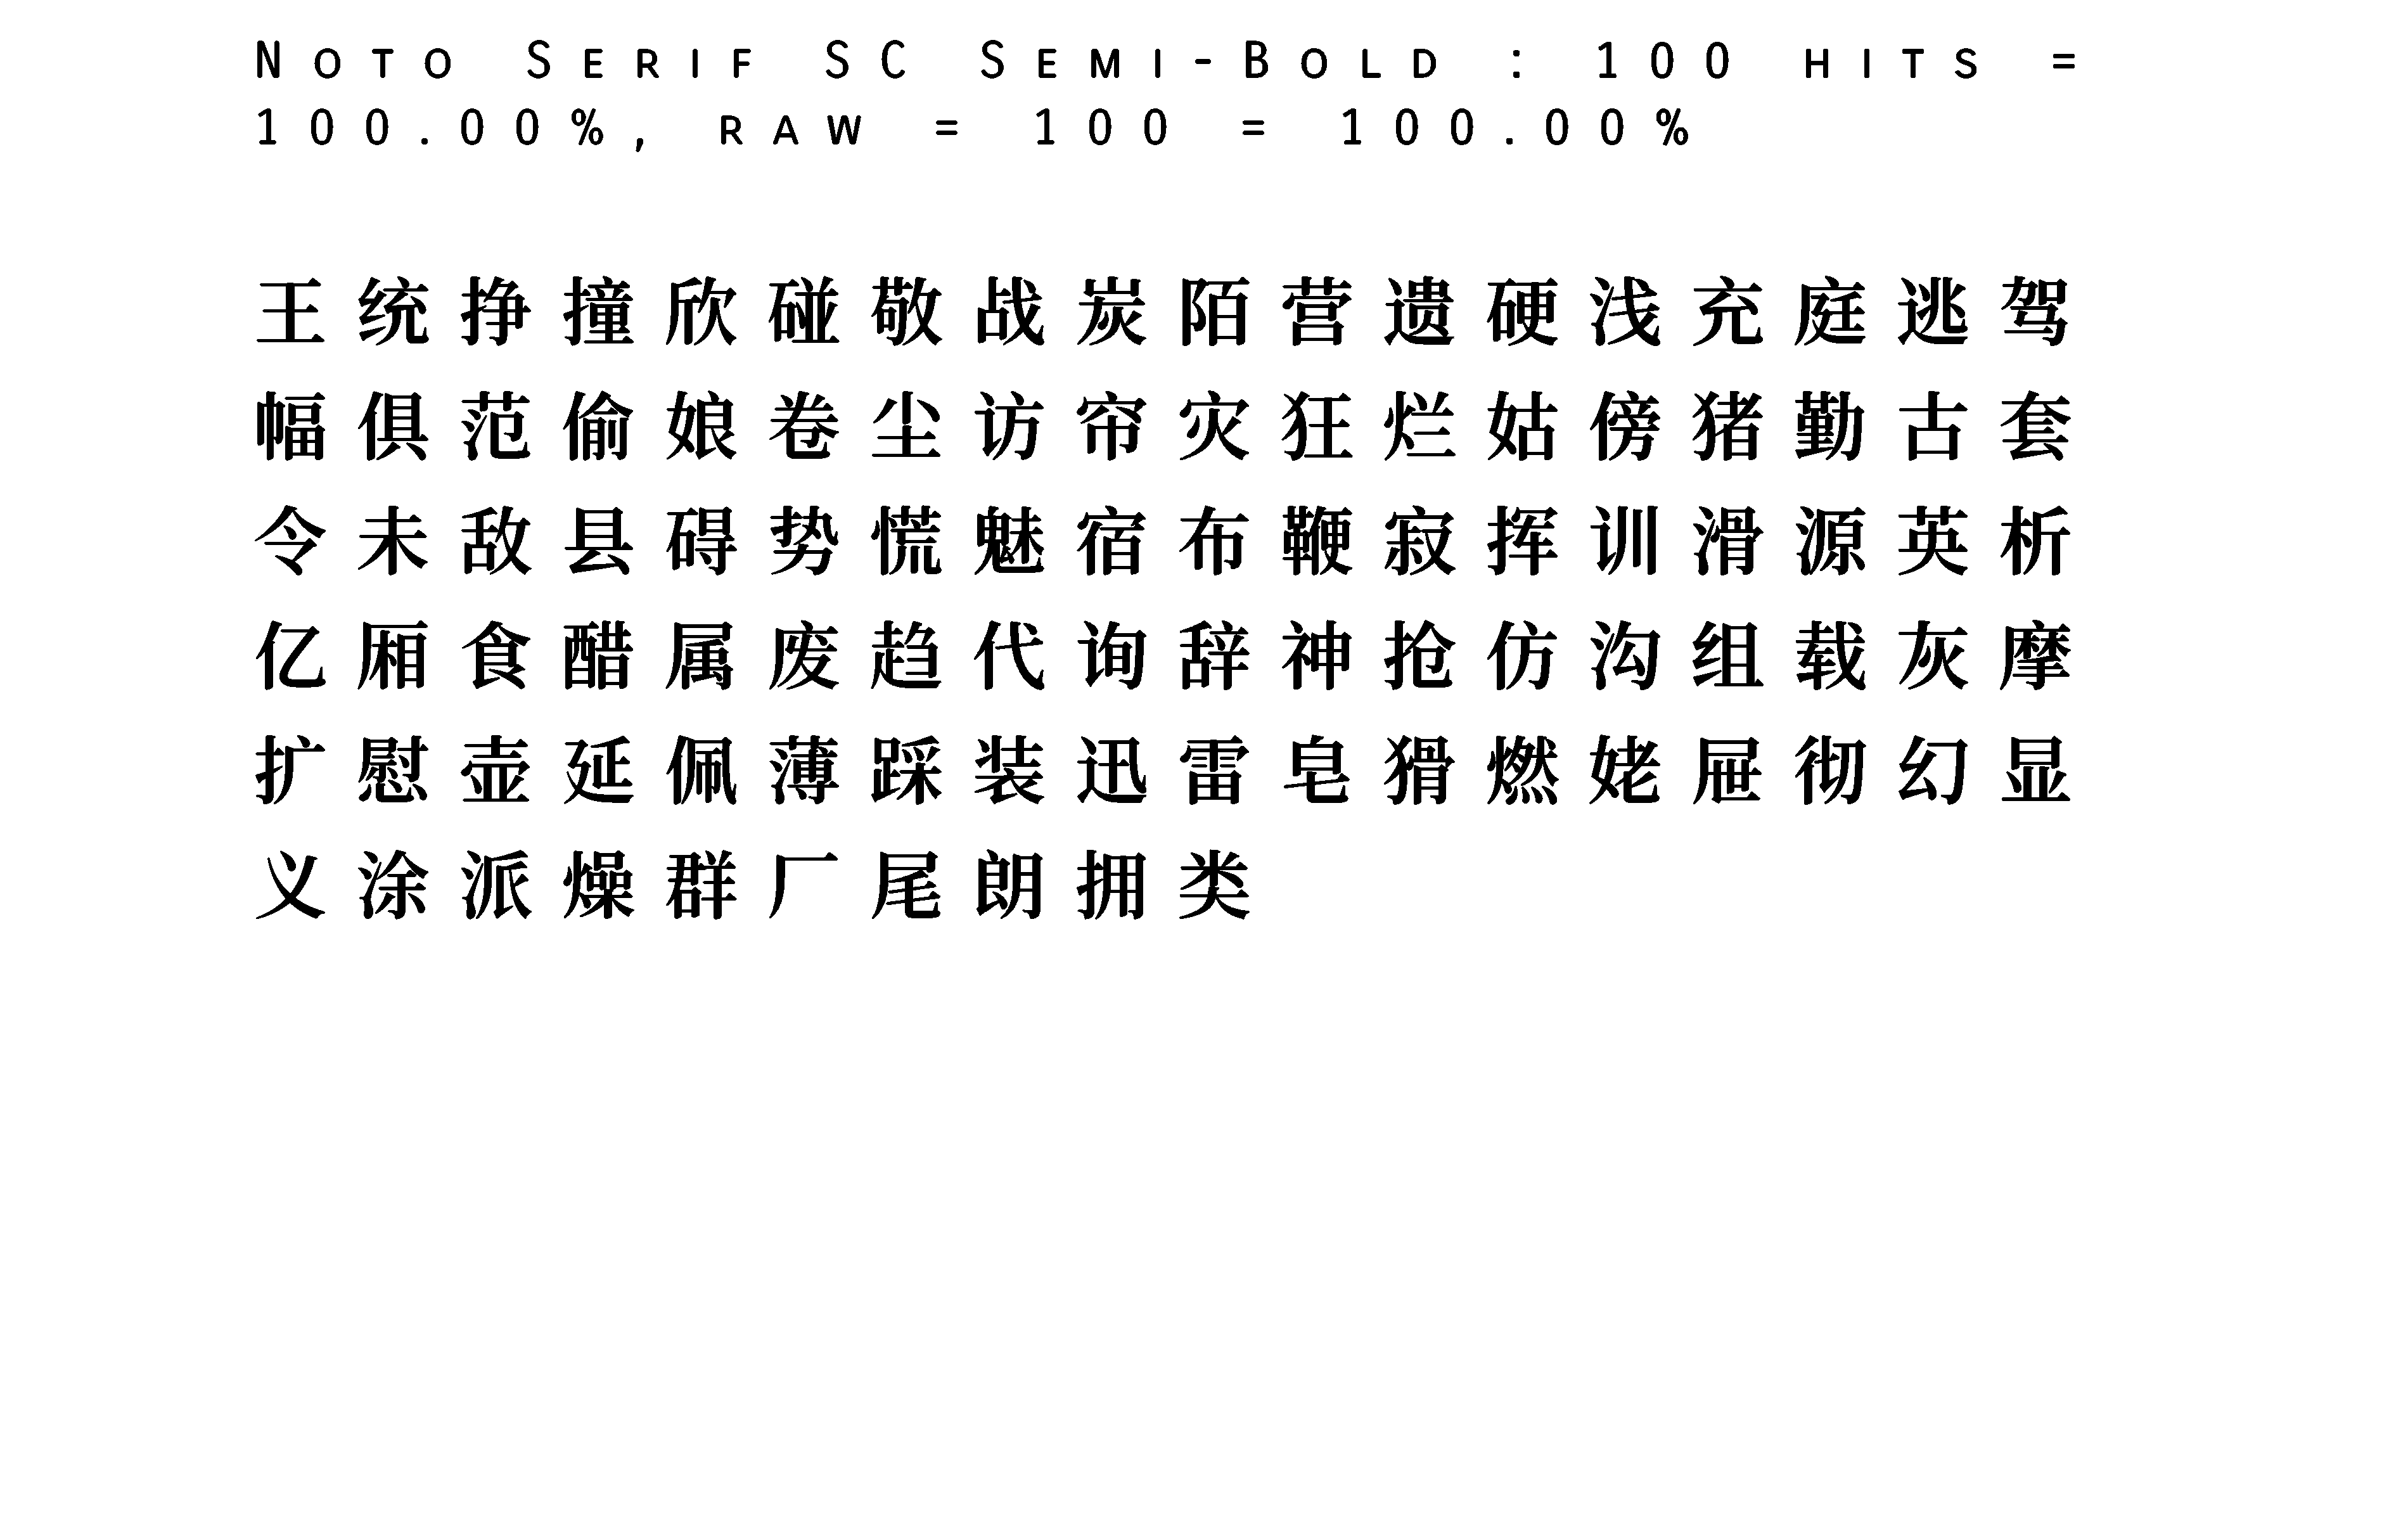 Noto Serif SC Semi-Bold : 100 hits =
100.00%, raw = 100 = 100.00%
王统挣撞欣碰敬战炭陌营遗硬浅充庭逃驾
幅俱范偷娘卷尘访帘灾狂烂姑傍猪勤古套
令未敌县碍势慌魅宿布鞭寂挥训滑源英析
亿厢食醋属废趋代询辞神抢仿沟组载灰摩
扩慰壶延佩薄踩装迅雷皂猾燃姥屉彻幻显
义涂派燥群厂尾朗拥类